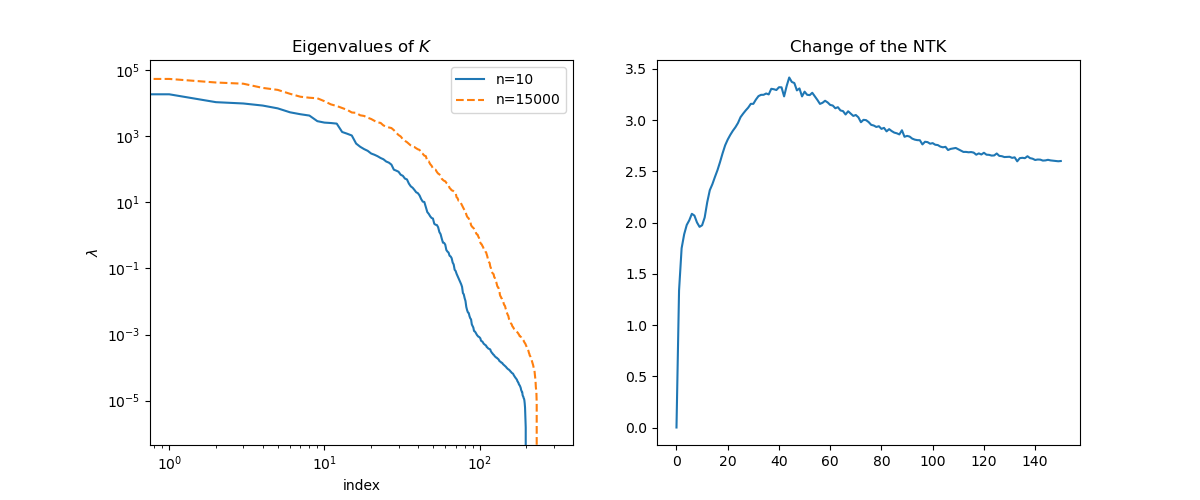 Eigenvalues of K
10^5
10^3
10^1
10^-1
10^-3
10^-5
λ
n=10
n=15000
10^0
10^1
10^2
index
Change of the NTK
3.5
3.0
2.5
2.0
1.5
1.0
0.5
0.0
0 20 40 60 80 100 120 140